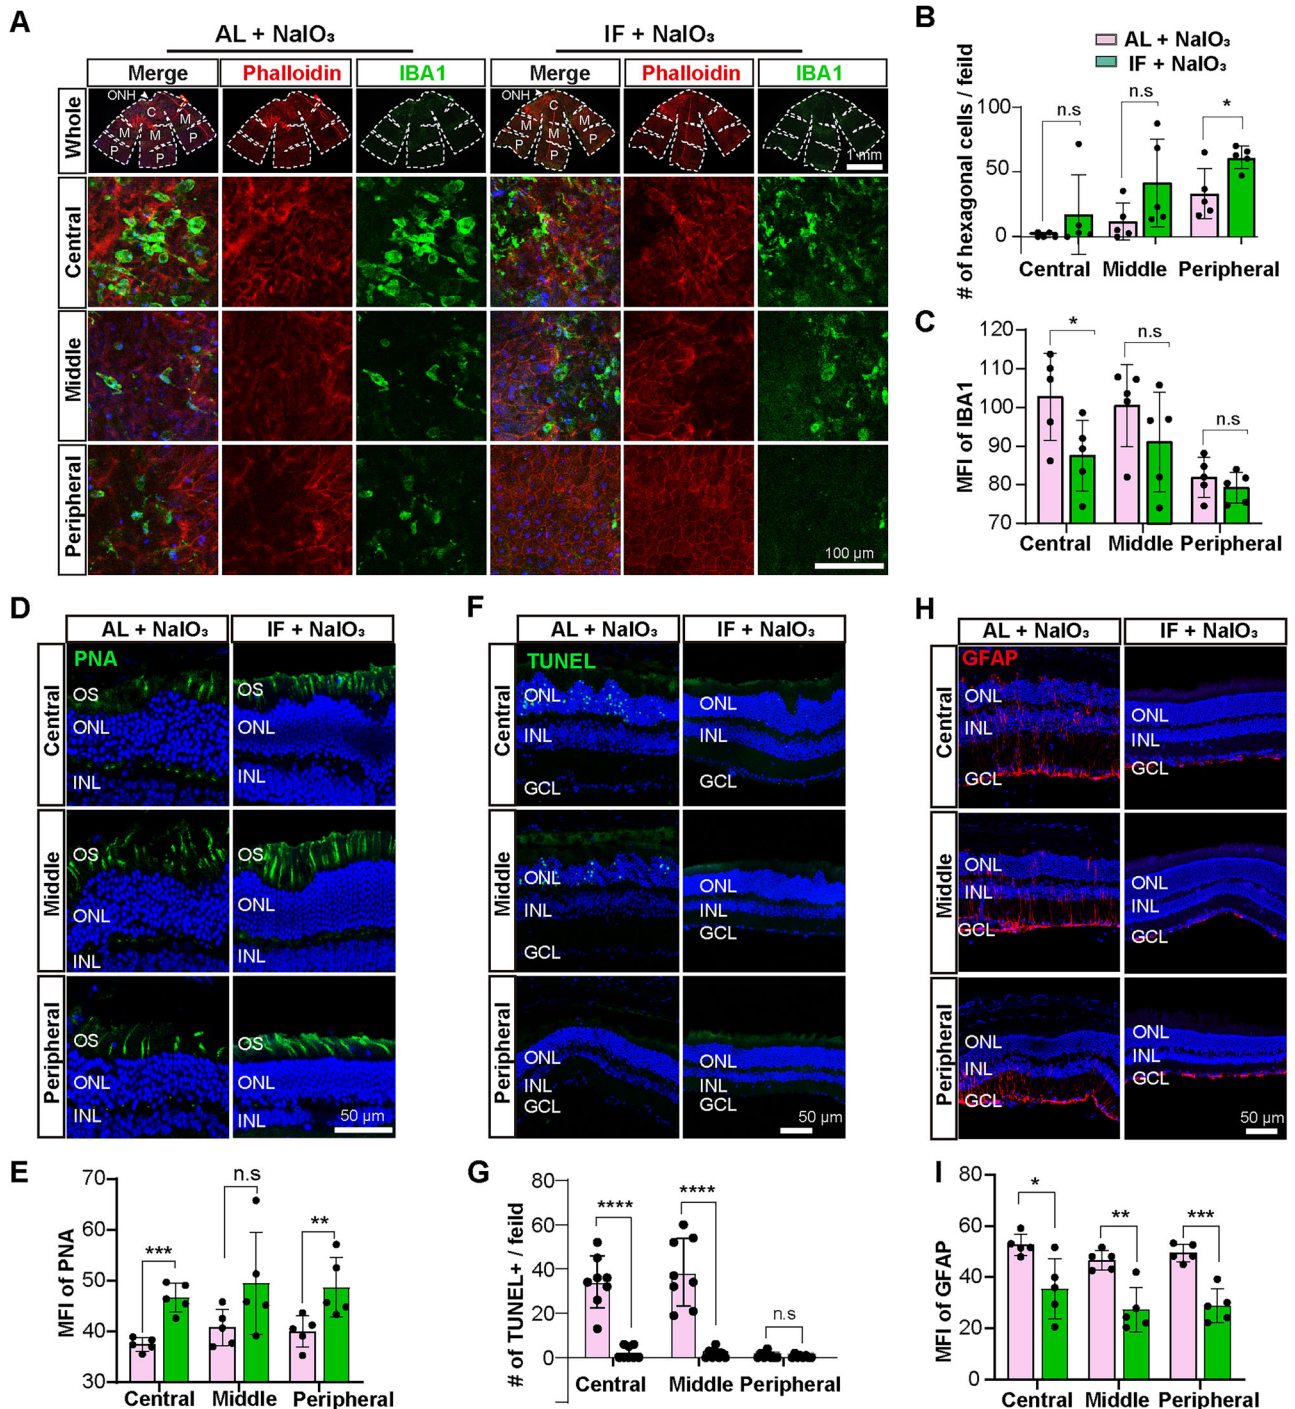 A
AL + NaIO₃
IF + NaIO₃
Merge
Phalloidin
IBA1
Merge
Phalloidin
IBA1
Whole
ONH
C
M
M
M
P
P
P
ONH
C
M
M
M
P
P
P
1 mm
Central
Middle
Peripheral
100 µm
B
AL + NaIO₃
IF + NaIO₃
# of hexagonal cells / feild
100
50
0
n.s
n.s
*
Central
Middle
Peripheral
C
MFI of IBA1
120
110
100
90
80
70
*
n.s
n.s
Central
Middle
Peripheral
D
AL + NaIO₃
IF + NaIO₃
Central
PNA
OS
ONL
INL
OS
ONL
INL
Middle
OS
ONL
INL
OS
ONL
INL
Peripheral
OS
ONL
INL
OS
ONL
INL
50 µm
F
AL + NaIO₃
IF + NaIO₃
Central
TUNEL
ONL
INL
GCL
ONL
INL
GCL
Middle
ONL
INL
GCL
ONL
INL
GCL
Peripheral
ONL
INL
GCL
ONL
INL
GCL
50 µm
H
AL + NaIO₃
IF + NaIO₃
Central
GFAP
ONL
INL
GCL
ONL
INL
GCL
Middle
ONL
INL
GCL
ONL
INL
GCL
Peripheral
ONL
INL
GCL
ONL
INL
GCL
50 µm
E
MFI of PNA
70
60
50
40
30
***
n.s
**
Central
Middle
Peripheral
G
# of TUNEL+ / feild
80
60
40
20
0
****
****
n.s
Central
Middle
Peripheral
I
MFI of GFAP
80
60
40
20
0
*
**
***
Central
Middle
Peripheral